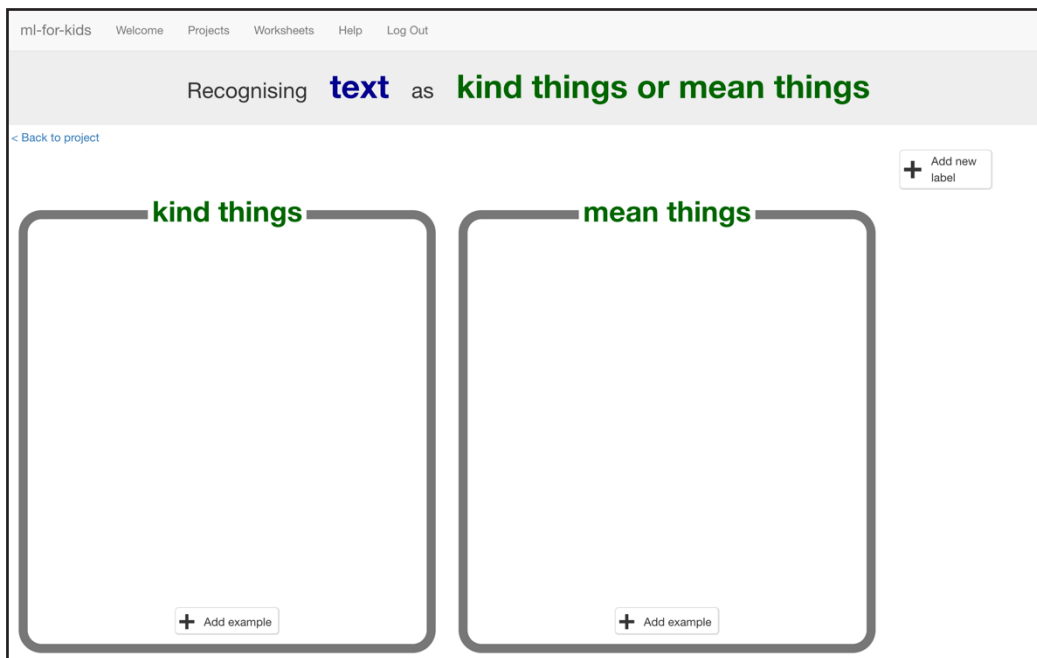 ml-for-kids Welcome Projects Worksheets Help Log Out
Recognising text as kind things or mean things
< Back to project
Add new
label
kind things mean things
Add example Add example